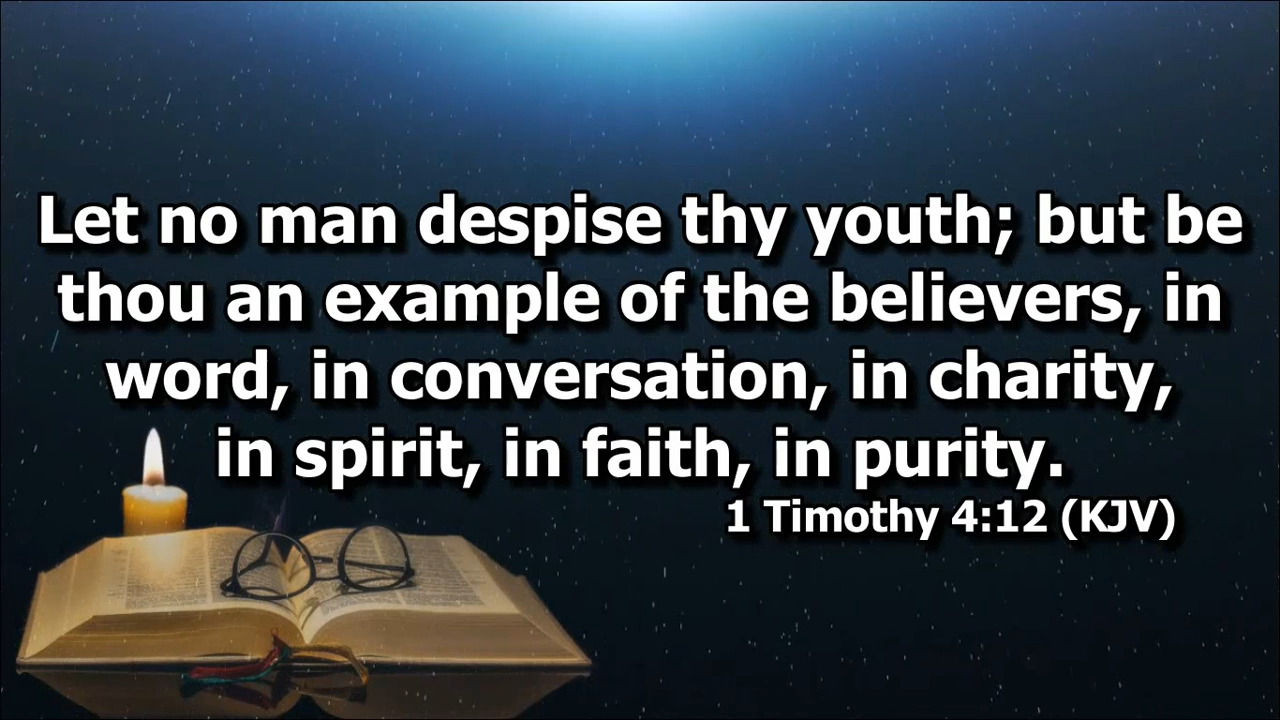 Let no man despise thy youth; but be
thou an example of the believers, in
word, in conversation, in charity,
in spirit, in faith, in purity.
1 Timothy 4:12 (KJV)